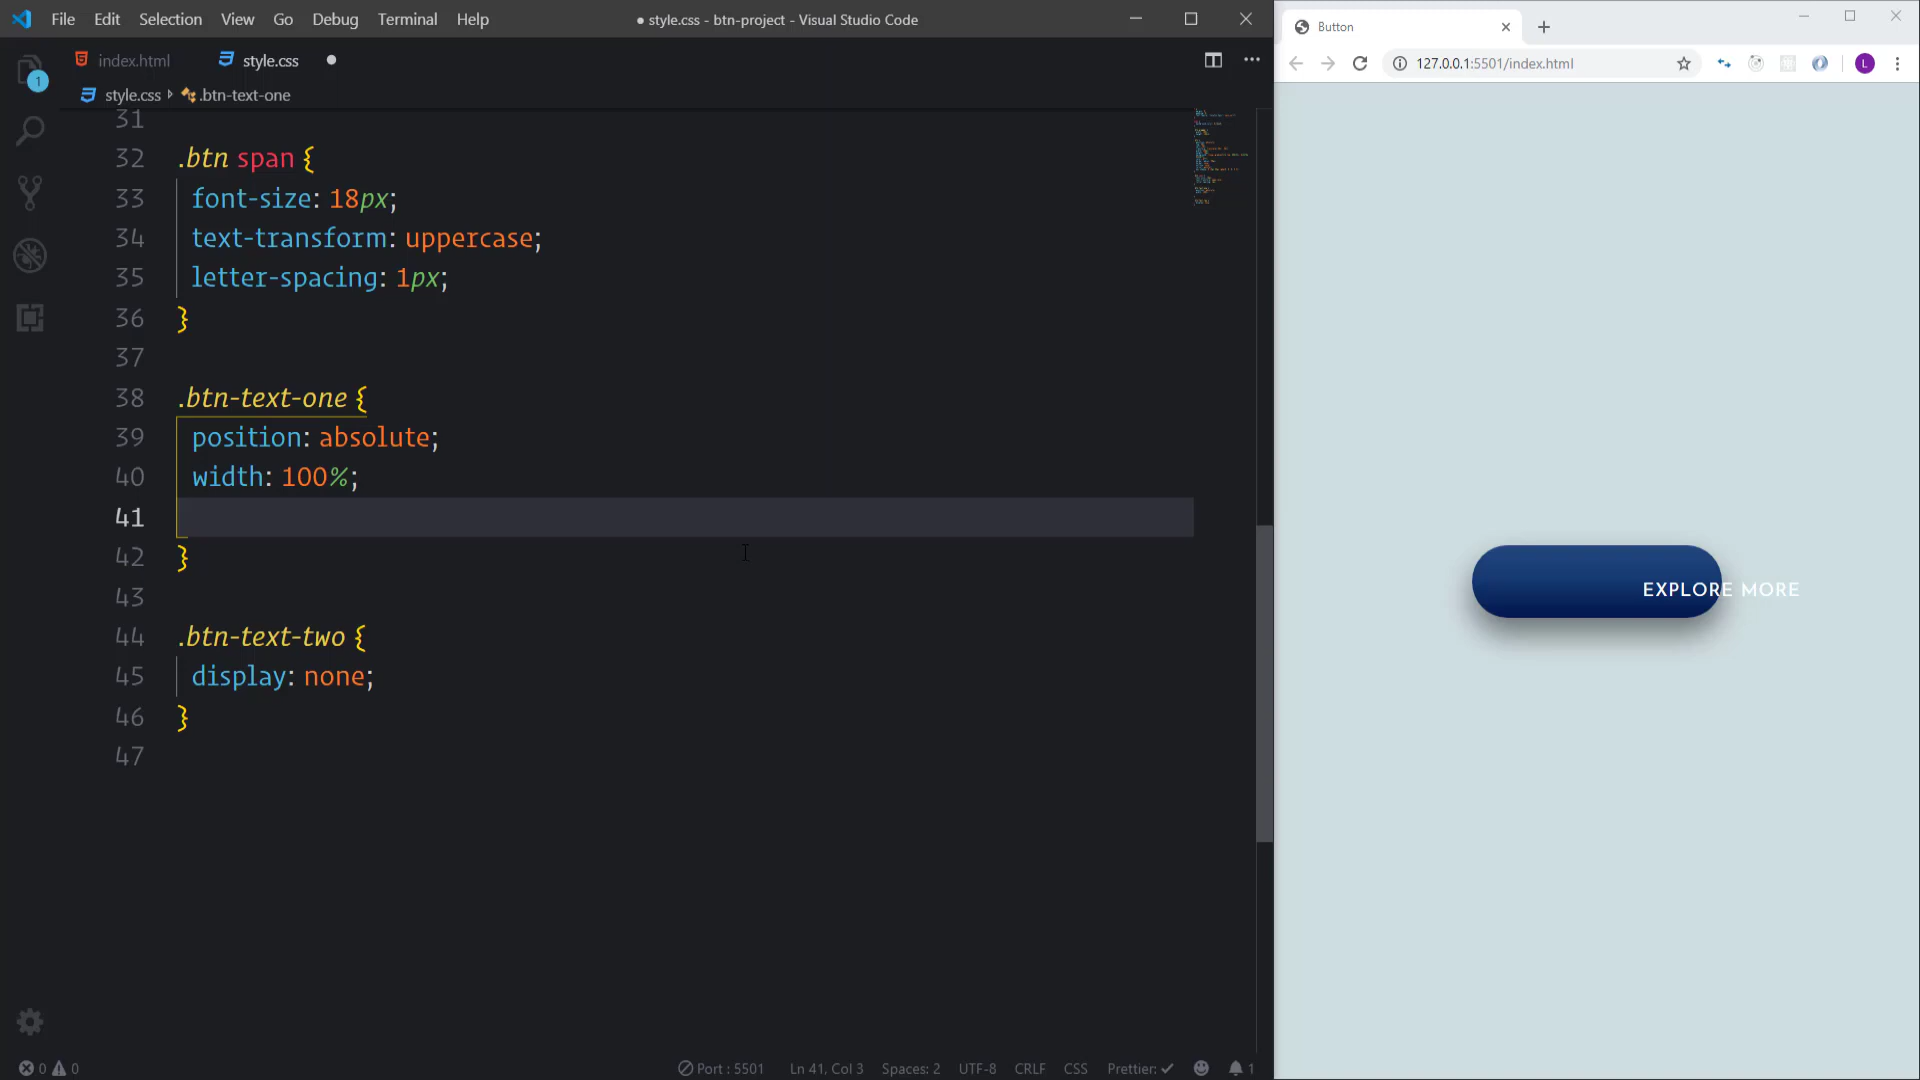 File Edit Selection View Go Debug Terminal Help
● style.css - btn-project - Visual Studio Code
index.html
style.css
style.css .btn-text-one
1
31
32 .btn span {
33 font-size: 18px;
34 text-transform: uppercase;
35 letter-spacing: 1px;
36 }
37
38 .btn-text-one {
39 position: absolute;
40 width: 100%;
41
42 }
43
44 .btn-text-two {
45 display: none;
46 }
47
0 0
Port : 5501 Ln 41, Col 3 Spaces: 2 UTF-8 CRLF CSS Prettier: 1
Button
127.0.0.1:5501/index.html
L
EXPLORE MORE